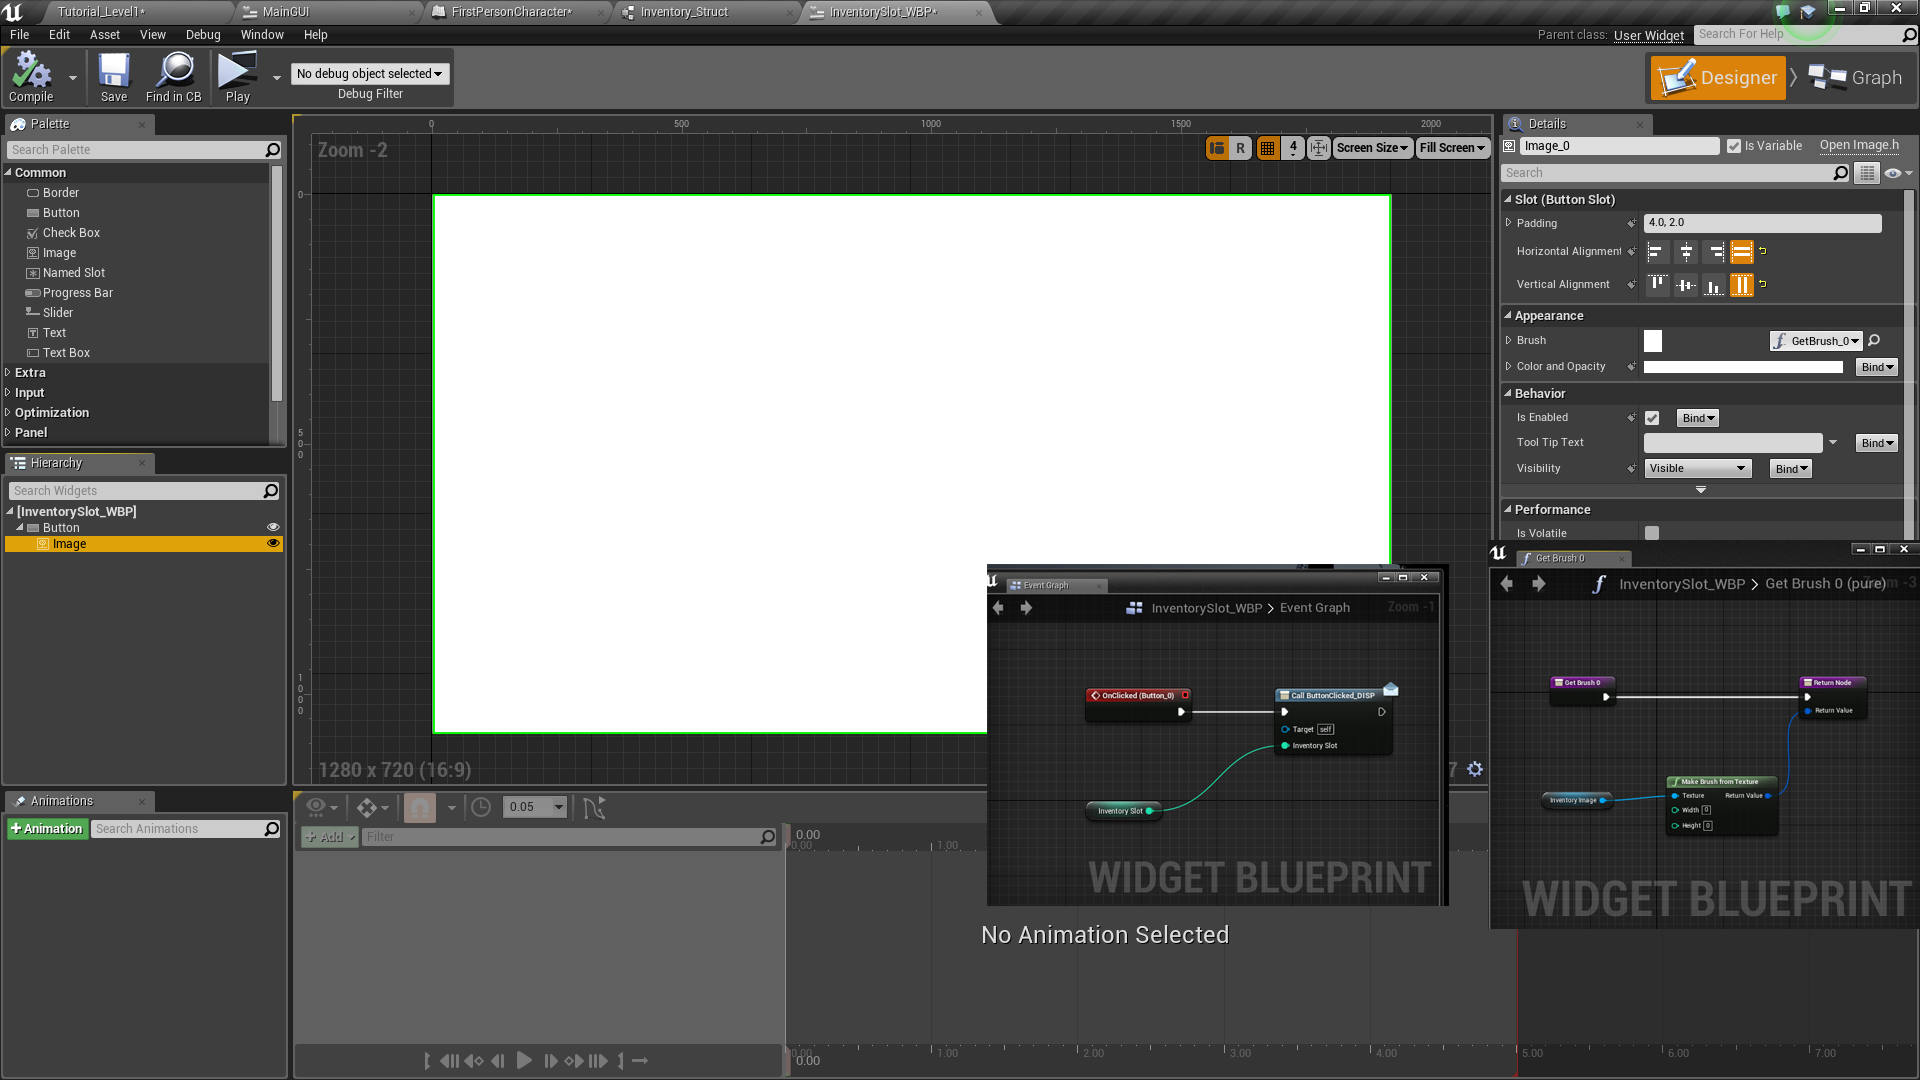 Tutorial_Level1*
MainGUI
FirstPersonCharacter*
Inventory_Struct
InventorySlot_WBP*
File Edit Asset View Debug Window Help
Parent class: User Widget
Search For Help
Compile
Save
Find in CB
Play
No debug object selected
Debug Filter
Designer
Graph
Palette
Search Palette
Common
Border
Button
Check Box
Image
Named Slot
Progress Bar
Slider
Text
Text Box
Extra
Input
Optimization
Panel
Hierarchy
Search Widgets
[InventorySlot_WBP]
Button
Image
Animations
+Animation
Search Animations
0 500 1000 1500 2000
Zoom -2
R
4
Screen Size
Fill Screen
0
500
1000
1280 x 720 (16:9)
7
0.05
+ Add
Filter
0.00
0.00
1.00
No Animation Selected
0.00
0.00
1.00 2.00 3.00 4.00 5.00 6.00 7.00
Details
Image_0
Is Variable
Open Image.h
Search
Slot (Button Slot)
Padding
4.0, 2.0
Horizontal Alignment
Vertical Alignment
Appearance
Brush
GetBrush_0
Color and Opacity
Bind
Behavior
Is Enabled
Bind
Tool Tip Text
Bind
Visibility
Visible
Bind
Performance
Is Volatile
Event Graph
InventorySlot_WBP > Event Graph
Zoom -1
OnClicked (Button_0)
Call ButtonClicked_DISP
Target self
Inventory Slot
Inventory Slot
WIDGET BLUEPRINT
Get Brush 0
InventorySlot_WBP > Get Brush 0 (pure)
Get Brush 0
Return Node
Return Value
Make Brush from Texture
Inventory Image
Texture
Return Value
Width 0
Height 0
WIDGET BLUEPRINT